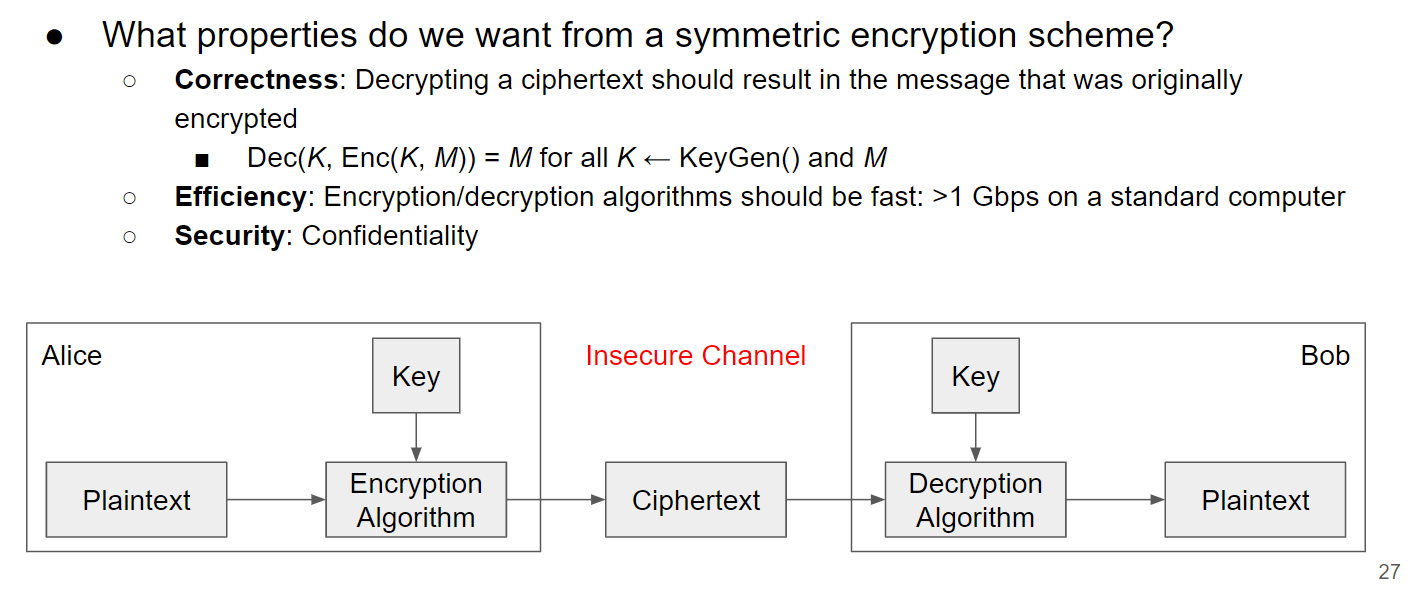 ● What properties do we want from a symmetric encryption scheme?
○ Correctness: Decrypting a ciphertext should result in the message that was originally
encrypted
■ Dec(K, Enc(K, M)) = M for all K ← KeyGen() and M
○ Efficiency: Encryption/decryption algorithms should be fast: >1 Gbps on a standard computer
○ Security: Confidentiality
Alice
Key
Insecure Channel
Key
Bob
Plaintext
Encryption
Algorithm
Ciphertext
Decryption
Algorithm
Plaintext
27